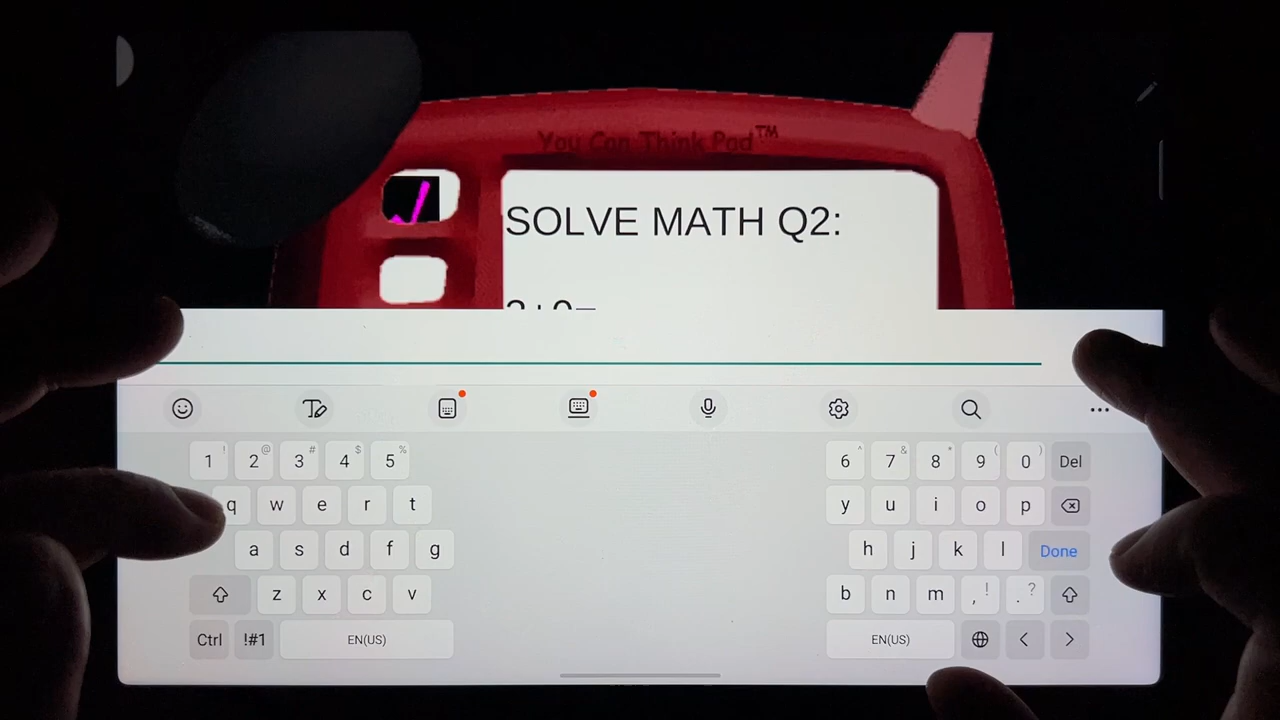 You Can Think Pad™
SOLVE MATH Q2:
1 ! 2 @ 3 # 4 $ 5 % 6 ^ 7 & 8 * 9 ( 0 ) Del
q w e r t y u i o p
a s d f g h j k l Done
z x c v b n m , ! . ?
Ctrl !#1 EN(US) EN(US) < >